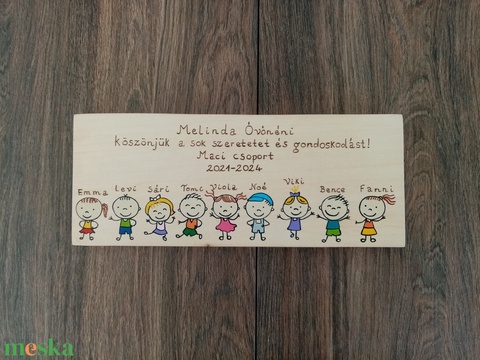 Melinda Óvónéni
köszönjük a sok szeretetet és gondoskodást!
Maci csoport
2021-2024
Emma Levi Sári Tomi Viola Noé Viki Bence Fanni
meska